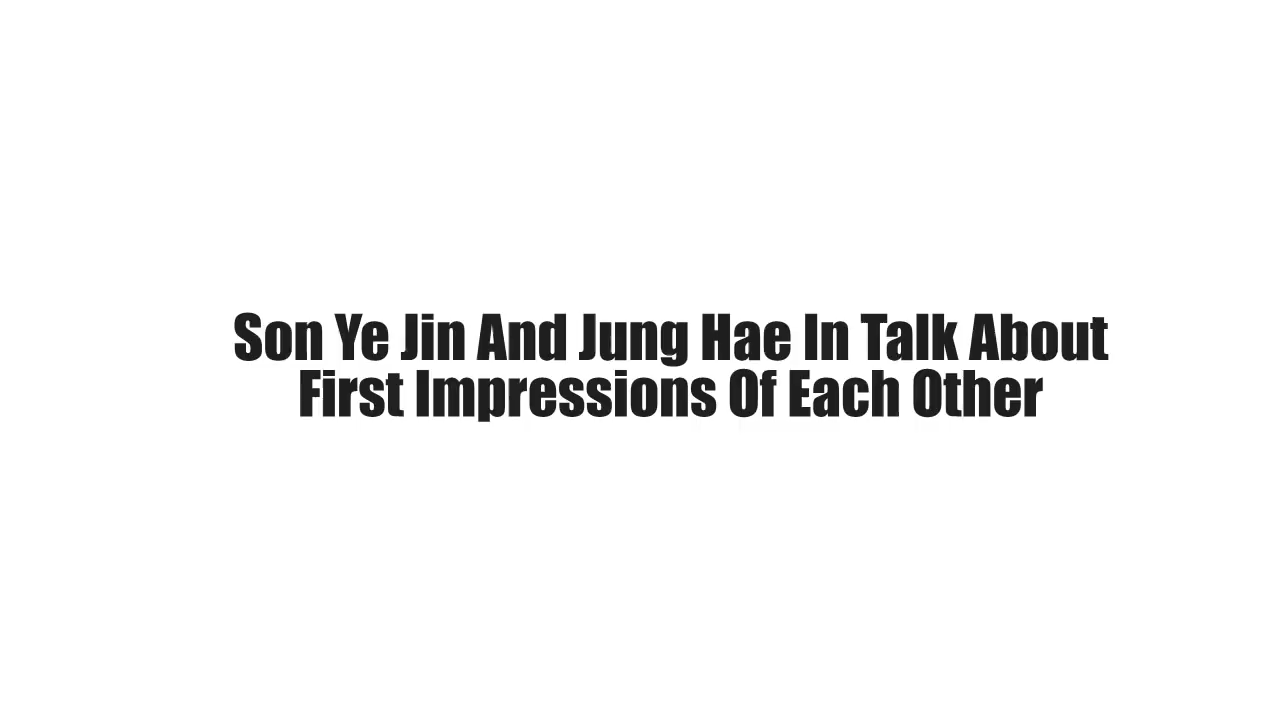 Son Ye Jin And Jung Hae In Talk About
First Impressions Of Each Other